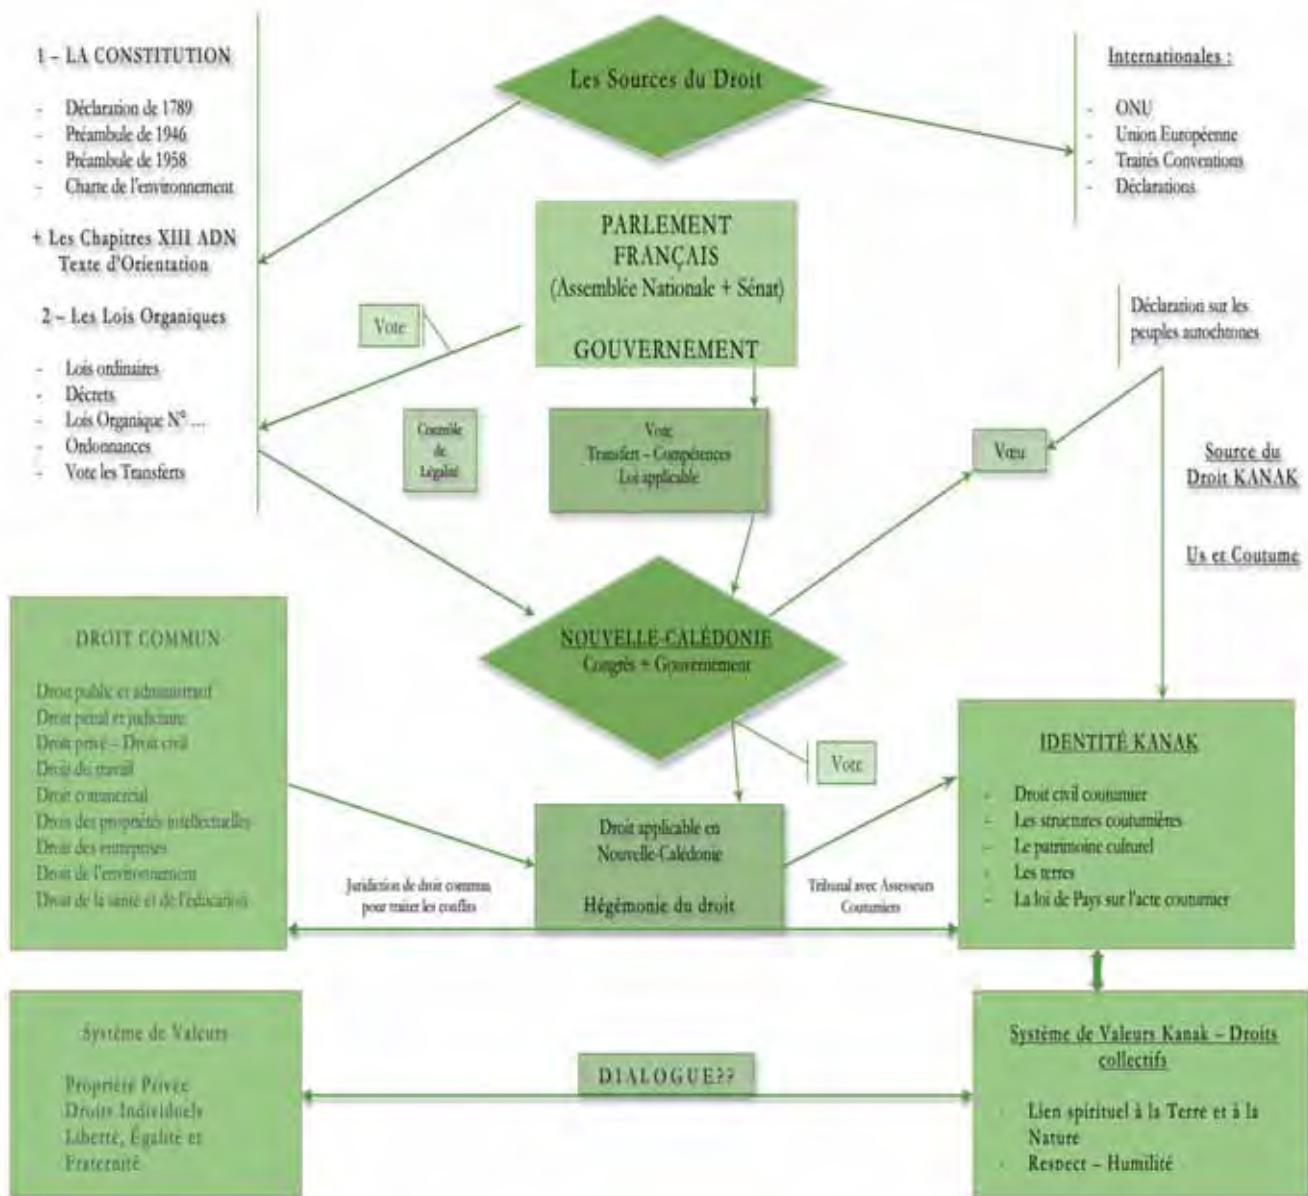 Les Sources du Droit
1 – LA CONSTITUTION
- Déclaration de 1789
- Préambule de 1946
- Préambule de 1958
- Charte de l'environnement
+ Les Chapitres XIII ADN
Texte d'Orientation
2 – Les Lois Organiques
- Lois ordinaires
- Décrets
- Lois Organique N° ...
- Ordonnances
- Vote les Transferts
Internationales :
- ONU
- Union Européenne
- Traités Conventions
- Déclarations
PARLEMENT
FRANÇAIS
(Assemblée Nationale + Sénat)
GOUVERNEMENT
Vote
Contrôle
de
Légalité
Vote
Transfert – Compétences
Loi applicable
Déclaration sur les
peuples autochtones
Vœu
Source du
Droit KANAK
Us et Coutume
NOUVELLE-CALÉDONIE
Congrès + Gouvernement
Vote
DROIT COMMUN
Droit public et administratif
Droit pénal et judiciaire
Droit privé – Droit civil
Droit du travail
Droit commercial
Droit des propriétés intellectuelles
Droit des entreprises
Droit de l'environnement
Droit de la santé et de l'éducation
Juridiction de droit commun
pour traiter les conflits
Droit applicable en
Nouvelle-Calédonie
Hégémonie du droit
Tribunal avec Assesseurs
Coutumiers
IDENTITÉ KANAK
- Droit civil coutumier
- Les structures coutumières
- Le patrimoine culturel
- Les terres
- La loi de Pays sur l'acte coutumier
Système de Valeurs
Propriété Privée
Droits Individuels
Liberté, Égalité et
Fraternité
DIALOGUE??
Système de Valeurs Kanak – Droits
collectifs
- Lien spirituel à la Terre et à la
Nature
- Respect – Humilité